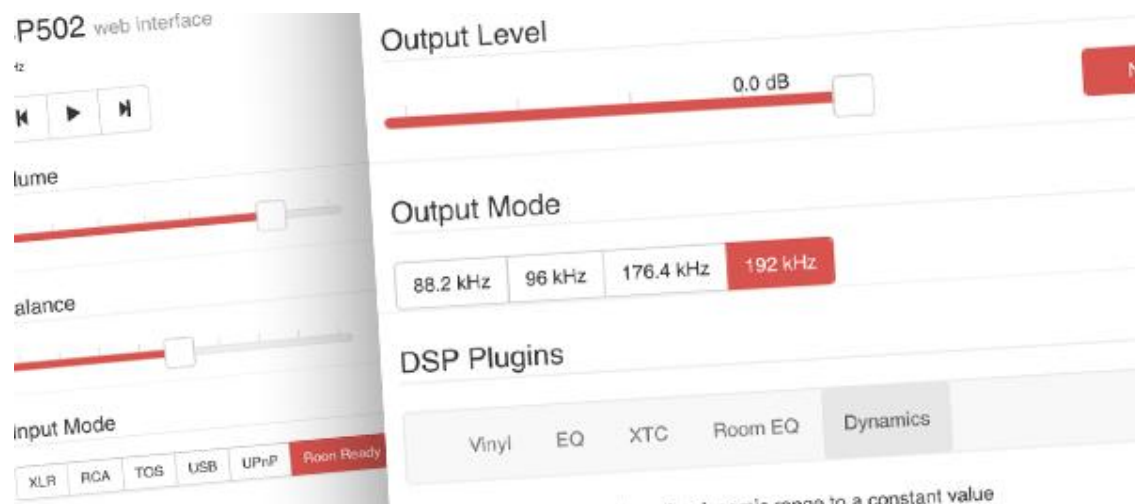 P502 web interface
Hz
lume
alance
Input Mode
XLR RCA TOS USB UPnP Roon Ready
Output Level
0.0 dB
N
Output Mode
88.2 kHz 96 kHz 176.4 kHz 192 kHz
DSP Plugins
Vinyl EQ XTC Room EQ Dynamics
range to a constant value